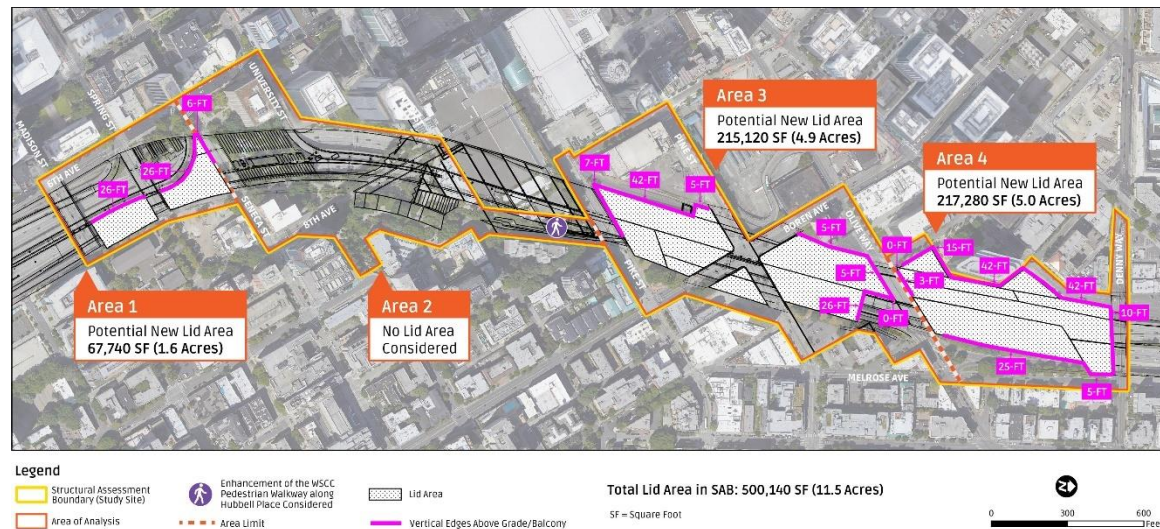 MADISON ST
SPRING ST
6TH AVE
26-FT
26-FT
6-FT
UNIVERSITY ST
SENECA ST
8TH AVE
7-FT
42-FT
5-FT
PINE ST
PIKE ST
Area 3
Potential New Lid Area
215,120 SF (4.9 Acres)
BOREN AVE
OLIVE WAY
5-FT
5-FT
26-FT
0-FT
0-FT
3-FT
15-FT
42-FT
42-FT
10-FT
25-FT
5-FT
Area 4
Potential New Lid Area
217,280 SF (5.0 Acres)
DENNY WAY
MELROSE AVE
Area 1
Potential New Lid Area
67,740 SF (1.6 Acres)
Area 2
No Lid Area
Considered
Legend
Structural Assessment
Boundary (Study Site)
Area of Analysis
Enhancement of the WSCC
Pedestrian Walkway along
Hubbell Place Considered
Area Limit
Lid Area
Vertical Edges Above Grade/Balcony
Total Lid Area in SAB: 500,140 SF (11.5 Acres)
SF = Square Foot
N
0 300 600
Feet